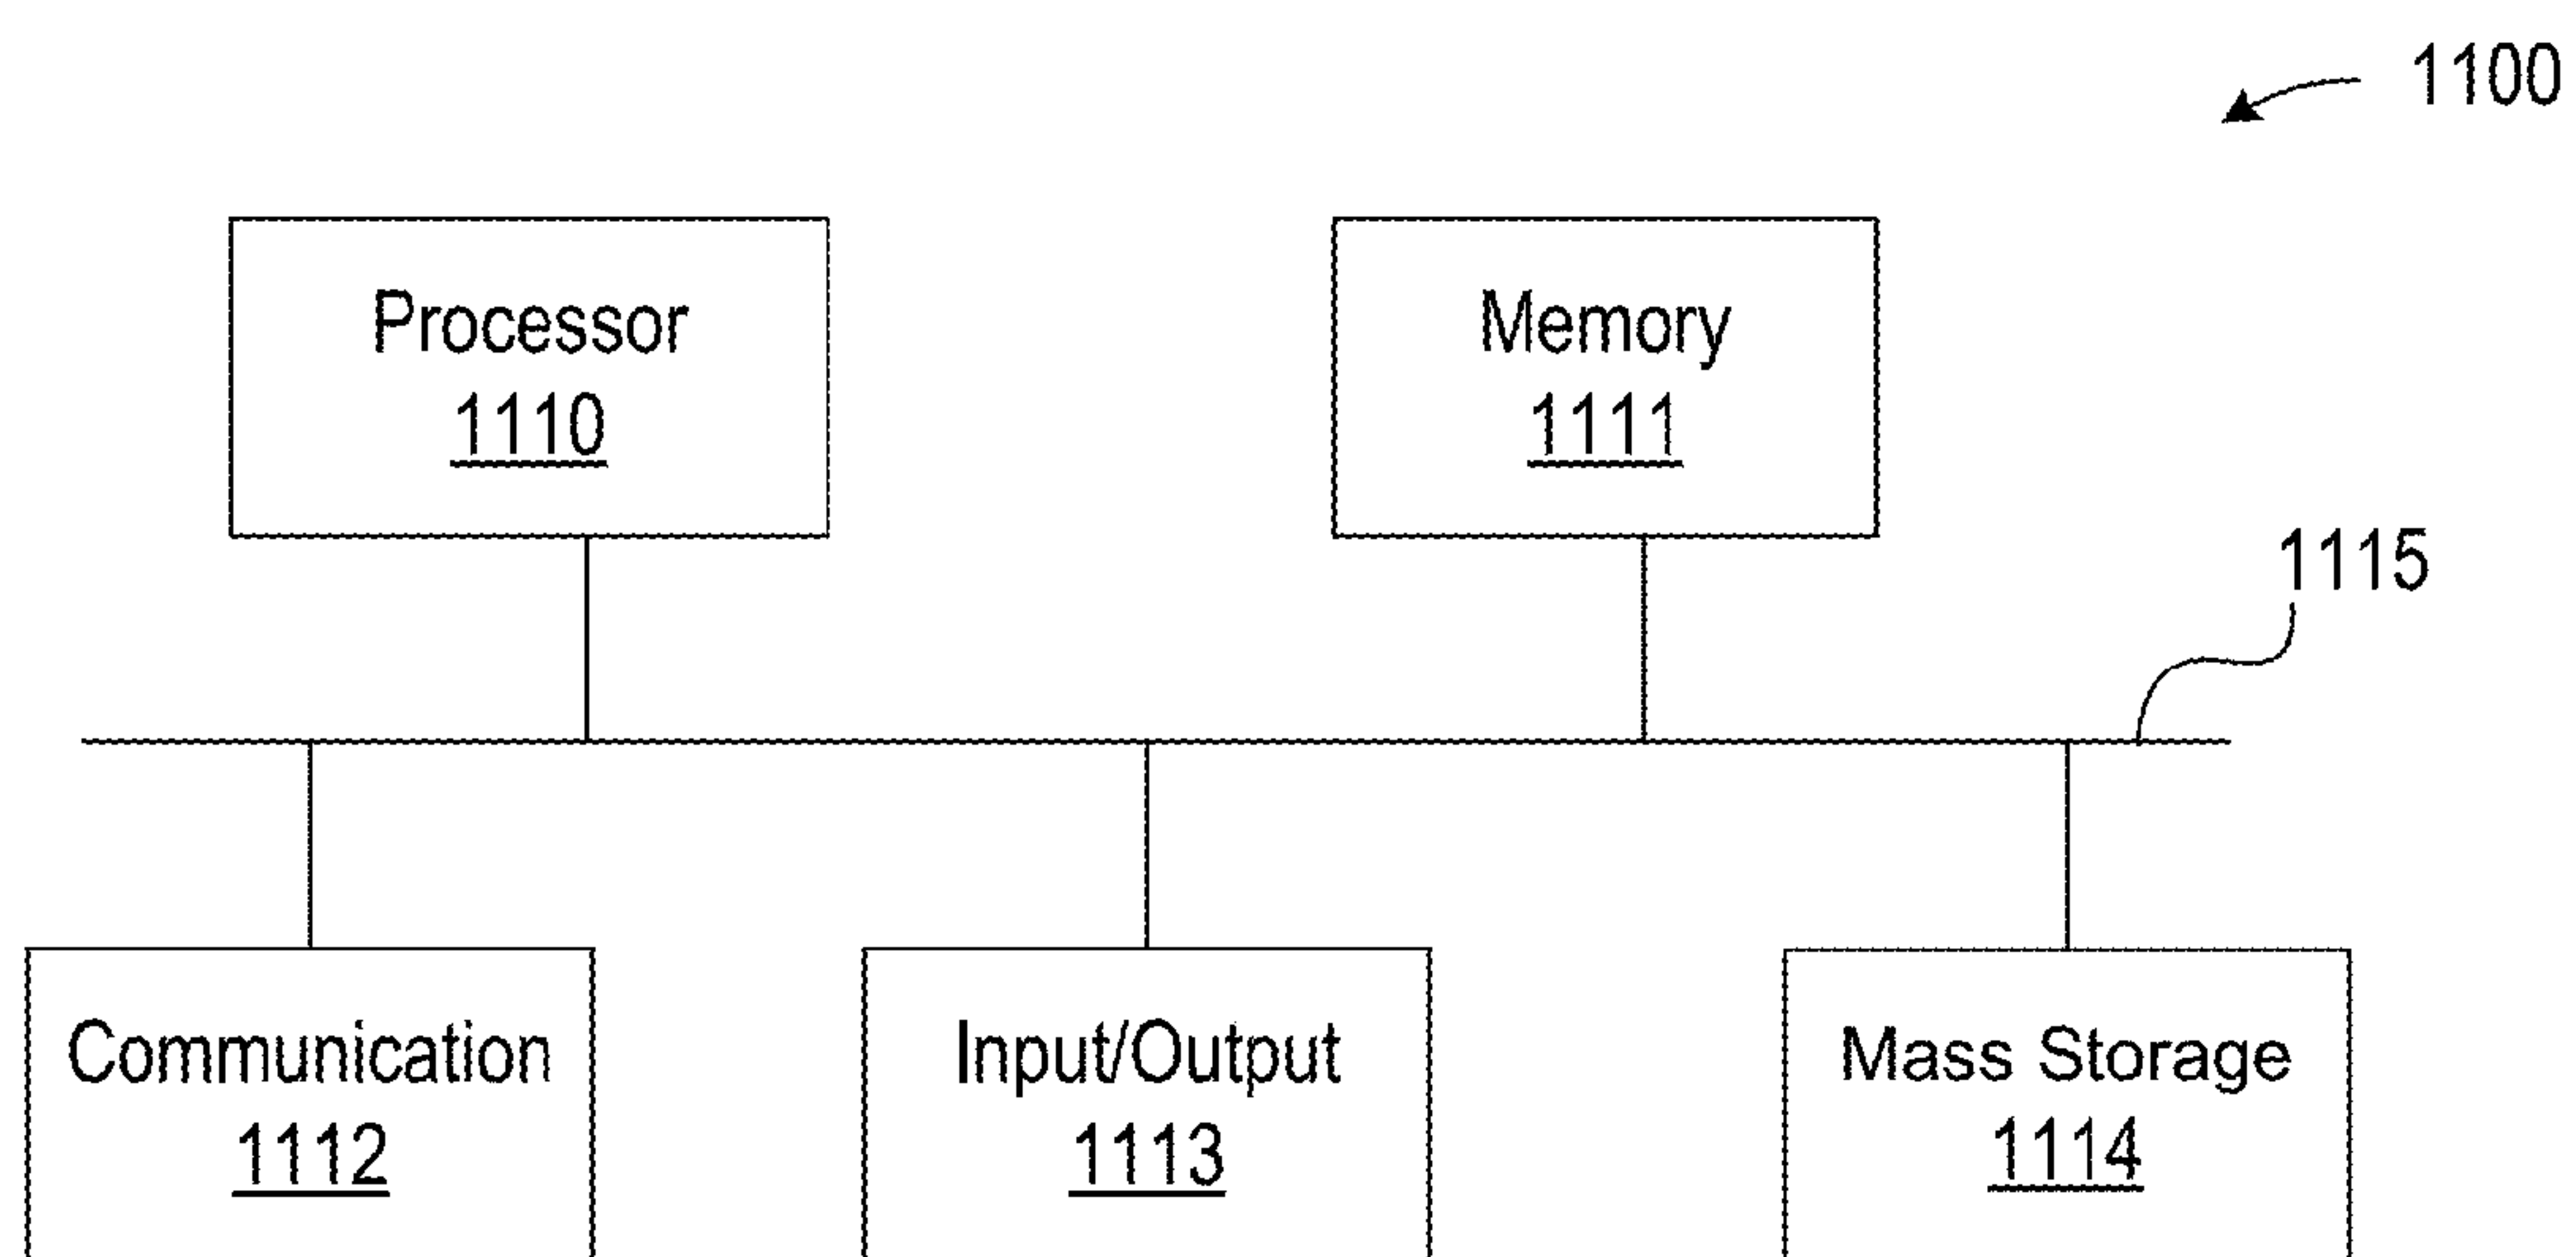 1100
Processor
1110
Memory
1111
1115
Communication
1112
Input/Output
1113
Mass Storage
1114